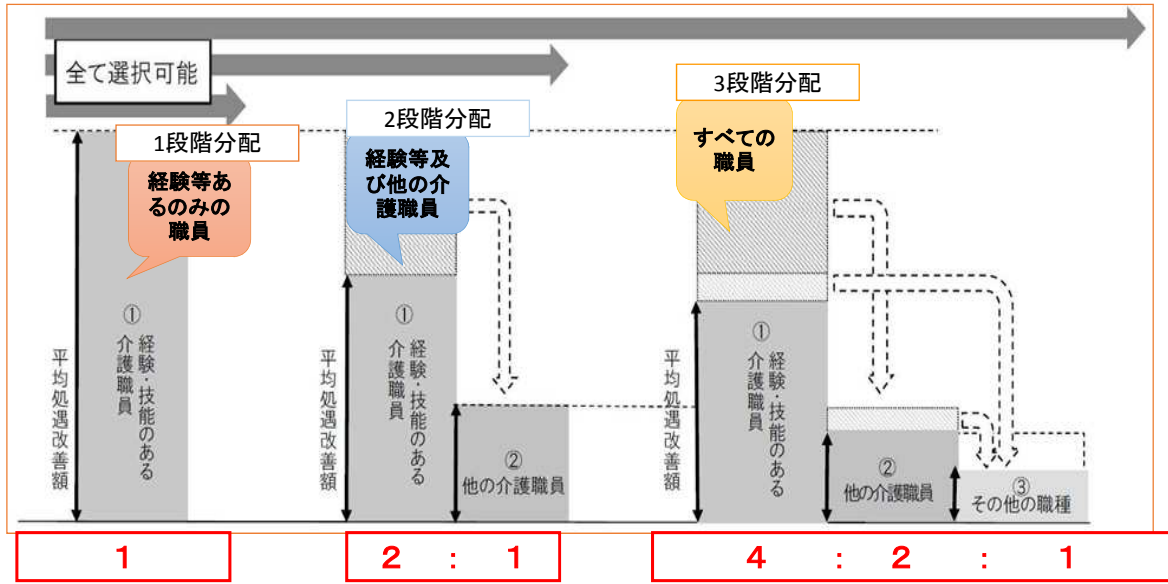 全て選択可能
1段階分配
経験等あ
るのみの
職員
2段階分配
経験等及
び他の介
護職員
3段階分配
すべての
職員
平均処遇改善額
①
経験・技能のある
介護職員
平均処遇改善額
①
経験・技能のある
介護職員
②
他の介護職員
平均処遇改善額
①
経験・技能のある
介護職員
②
他の介護職員
③
その他の職種
1
2 : 1
4 : 2 : 1